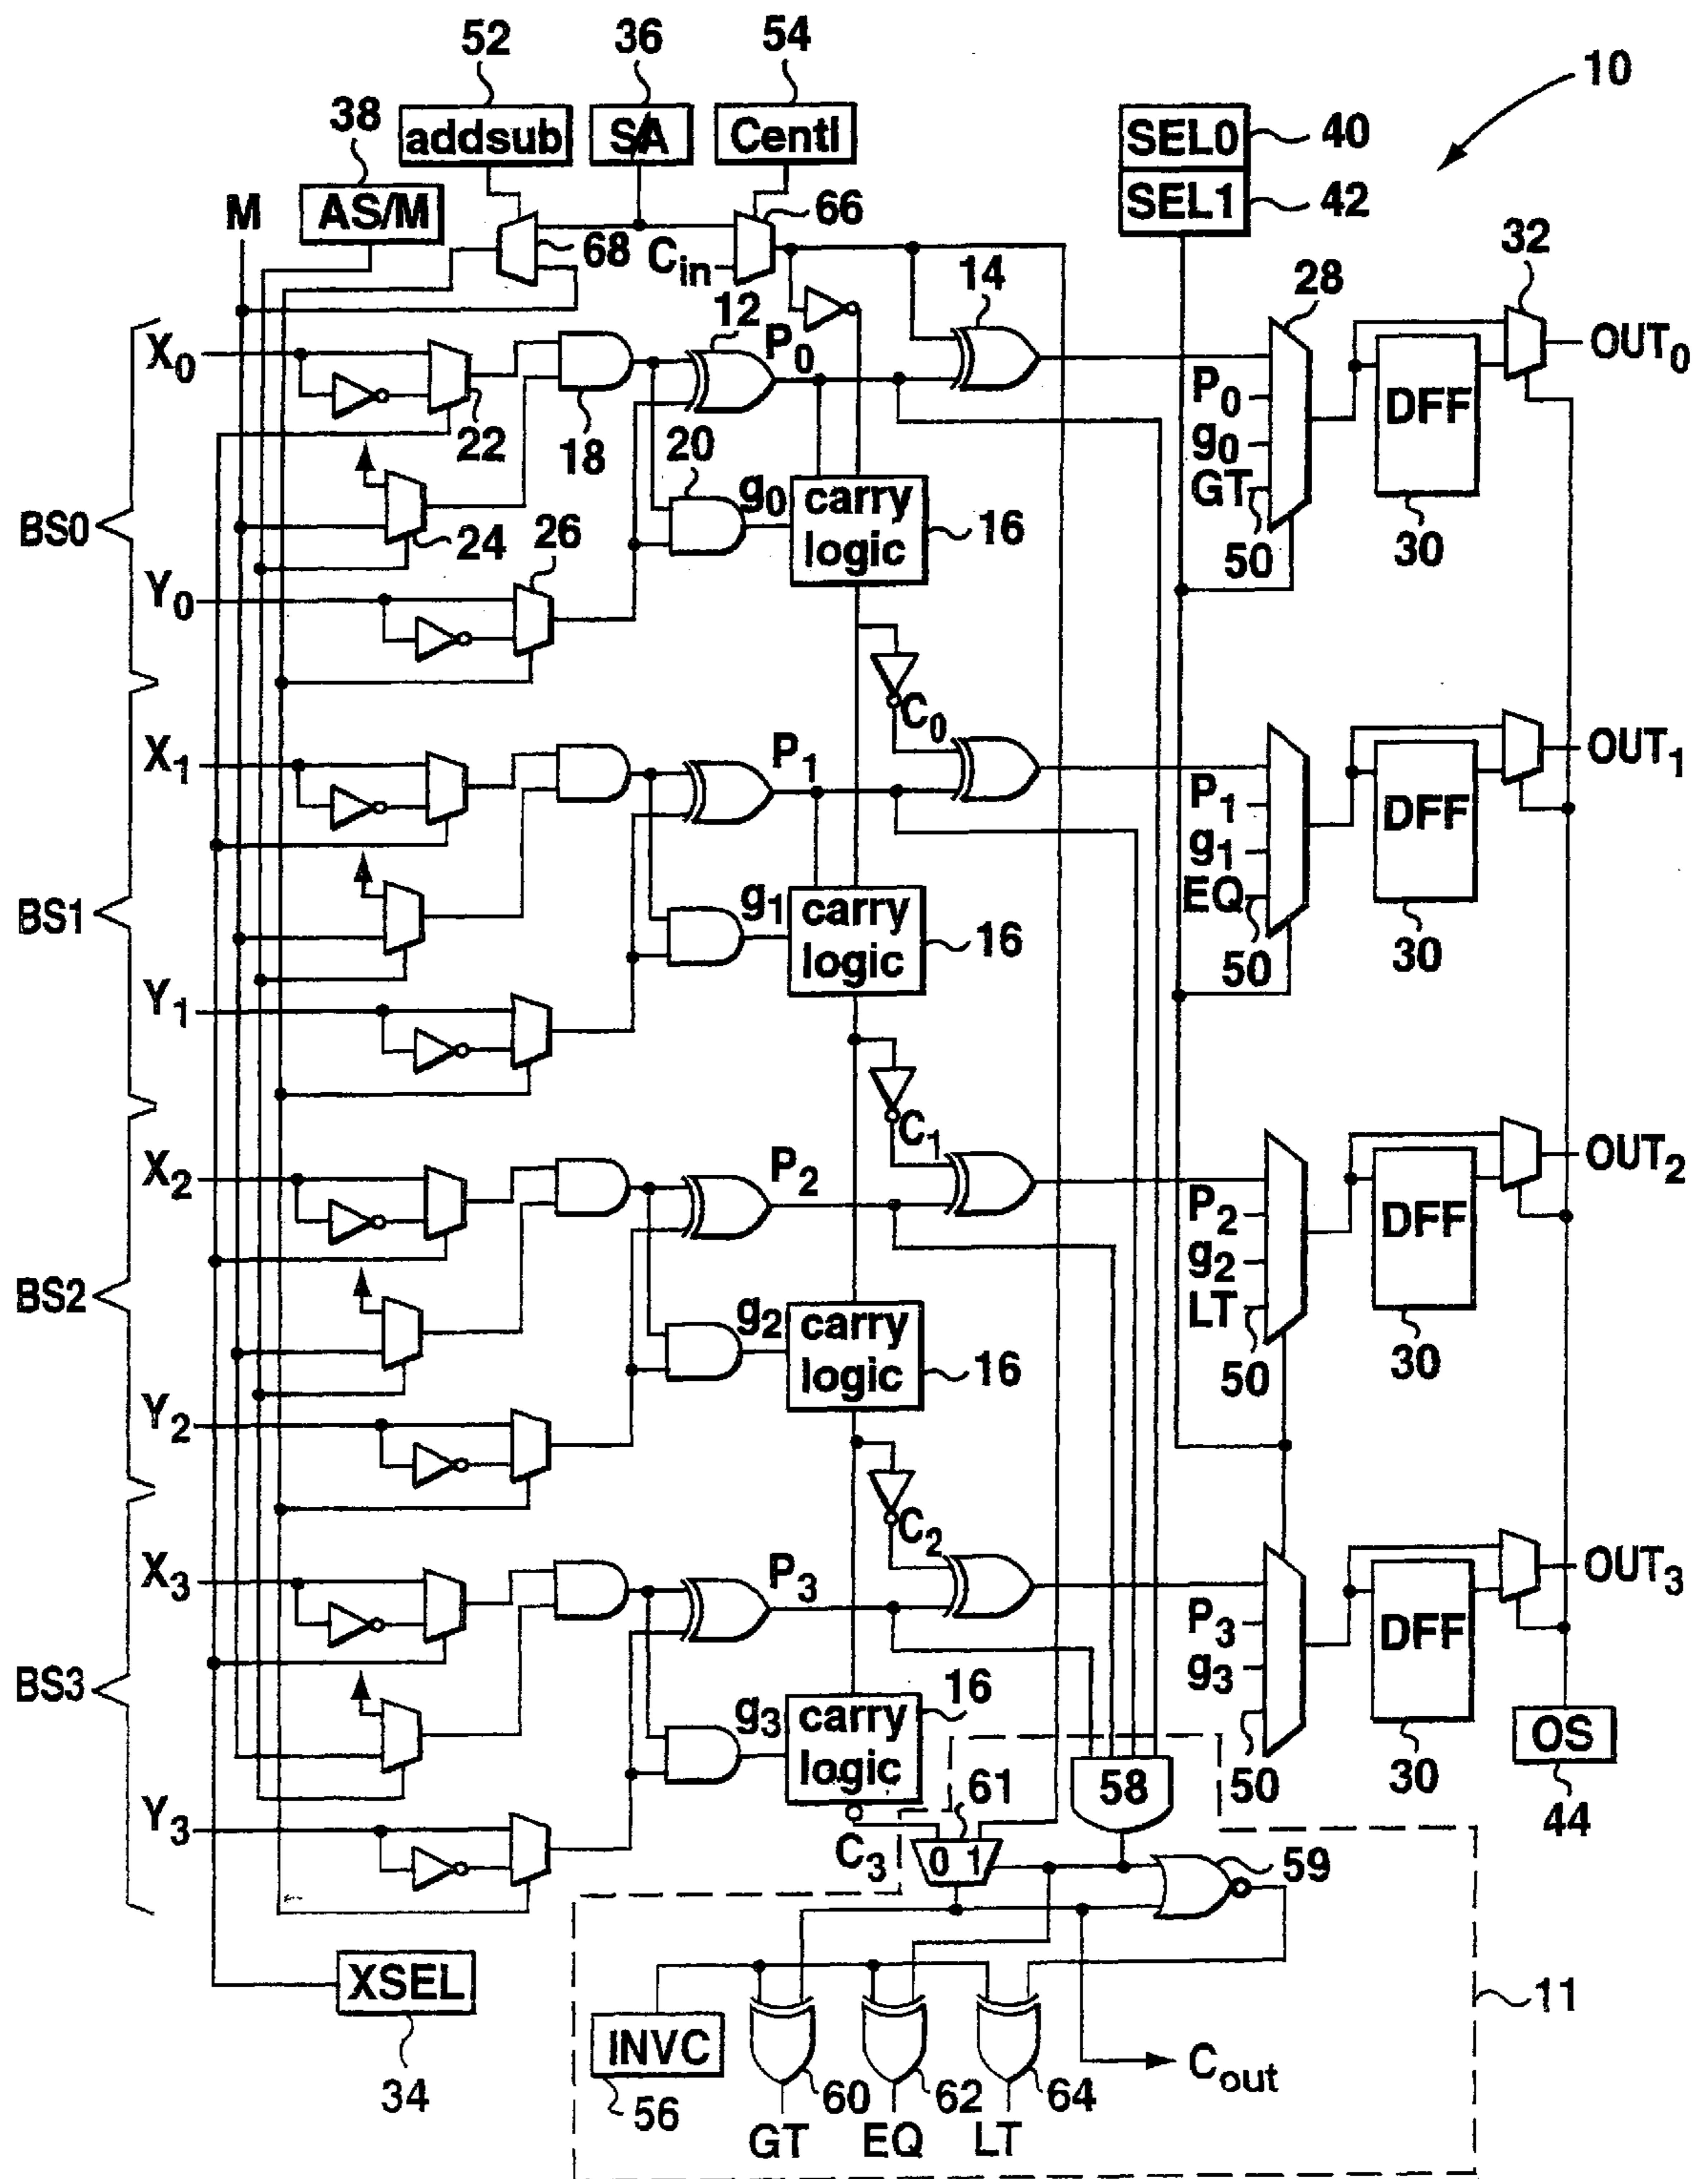 52 36 54
10
38 addsub SA Centl SEL0 40
M AS/M 66 SEL1 42
68 Cin 14 28 32
12
X0 P0 OUT0
P0 DFF
22 18 20 g0
g0 carry logic 16 GT
BS0 24 26 50 30
Y0
C0
X1 P1 OUT1
P1 DFF
g1
g1 carry logic 16 EQ
BS1 50 30
Y1
C1
X2 P2 OUT2
P2 DFF
g2
BS2 g2 carry logic 16 LT
50 30
Y2
C2
X3 P3 OUT3
P3 DFF
g3
BS3 g3 carry logic 16 OS
61 58 50 30 44
Y3 C3 0 1 59
XSEL INVC 11
34 56 60 62 64 Cout
GT EQ LT